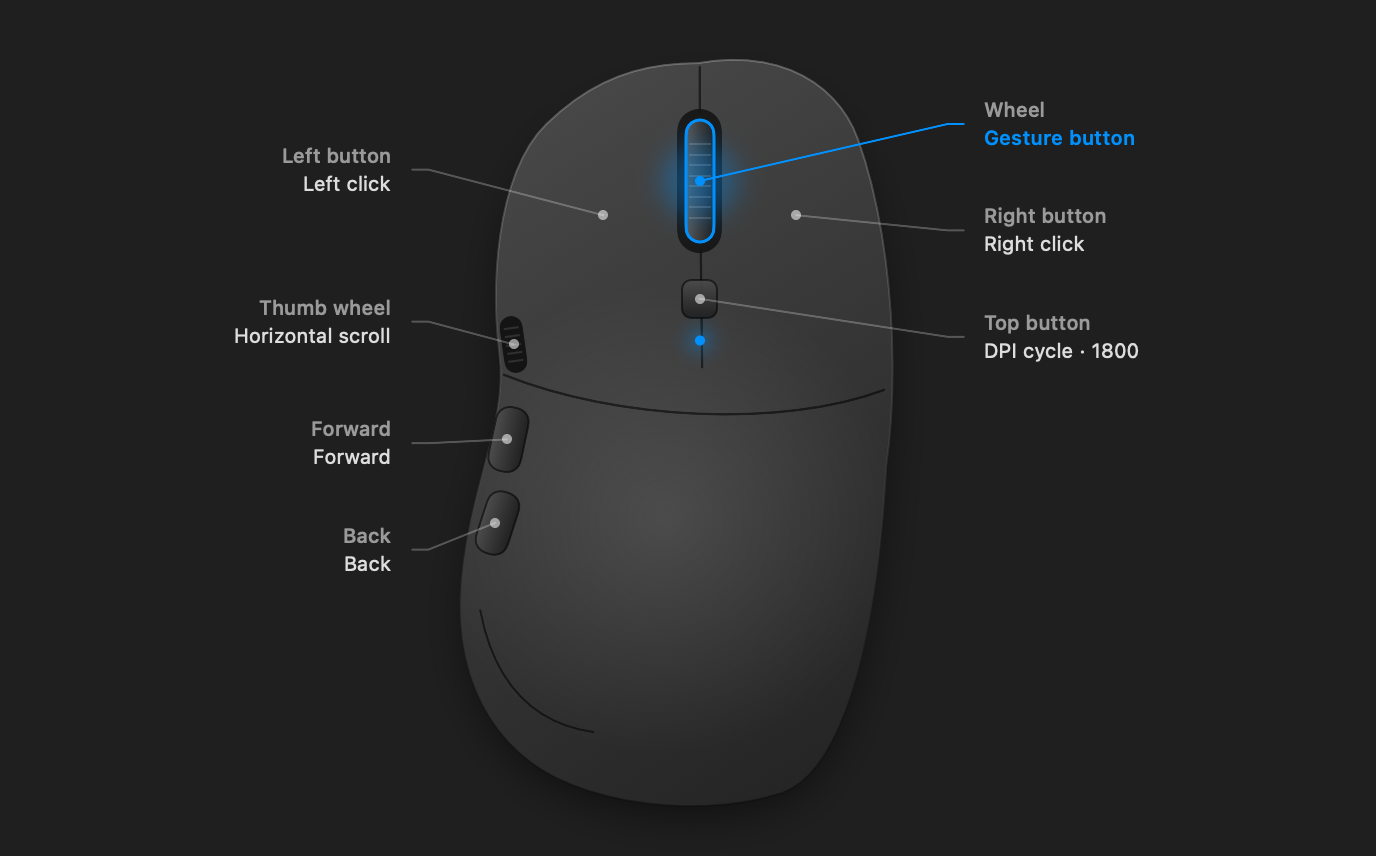 Left button
Left click
Thumb wheel
Horizontal scroll
Forward
Forward
Back
Back
Wheel
Gesture button
Right button
Right click
Top button
DPI cycle · 1800